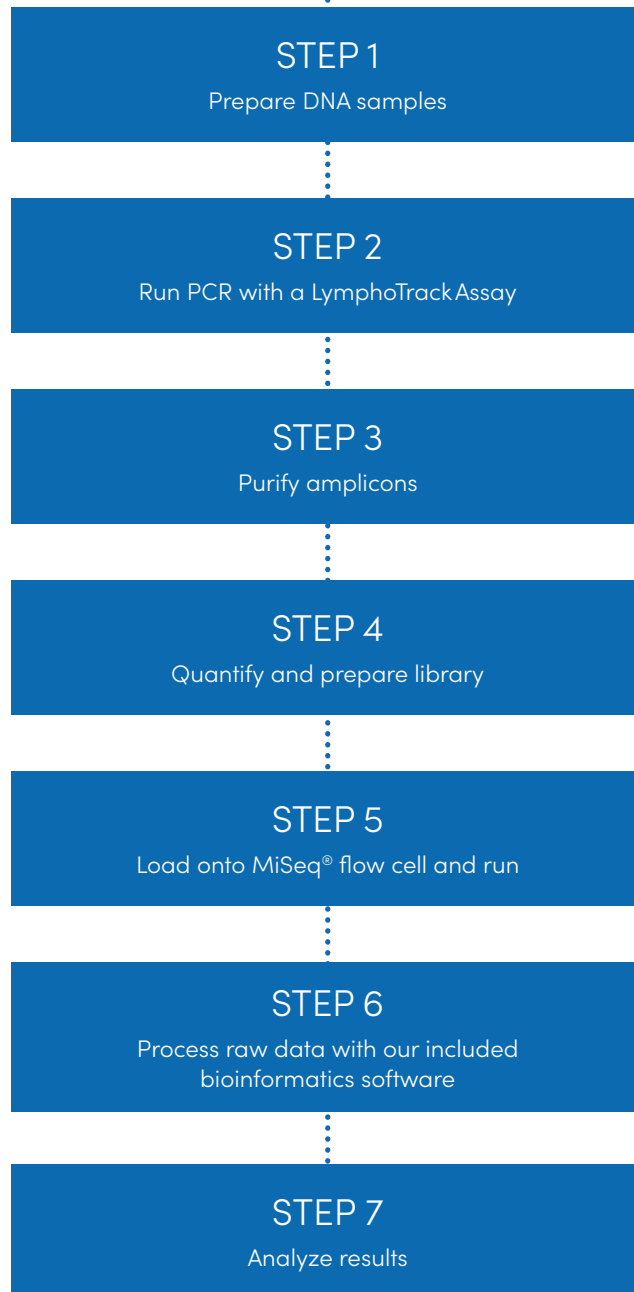 STEP 1
Prepare DNA samples
STEP 2
Run PCR with a LymphoTrack Assay
STEP 3
Purify amplicons
STEP 4
Quantify and prepare library
STEP 5
Load onto MiSeq® flow cell and run
STEP 6
Process raw data with our included
bioinformatics software
STEP 7
Analyze results